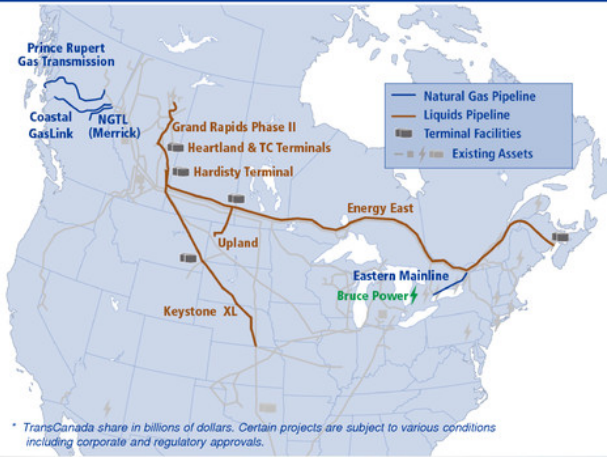 Prince Rupert
Gas Transmission
Coastal
GasLink
NGTL
(Merrick)
Grand Rapids Phase II
Heartland & TC Terminals
Hardisty Terminal
Natural Gas Pipeline
Liquids Pipeline
Terminal Facilities
Existing Assets
Energy East
Upland
Eastern Mainline
Bruce Power
Keystone XL
* TransCanada share in billions of dollars. Certain projects are subject to various conditions
including corporate and regulatory approvals.